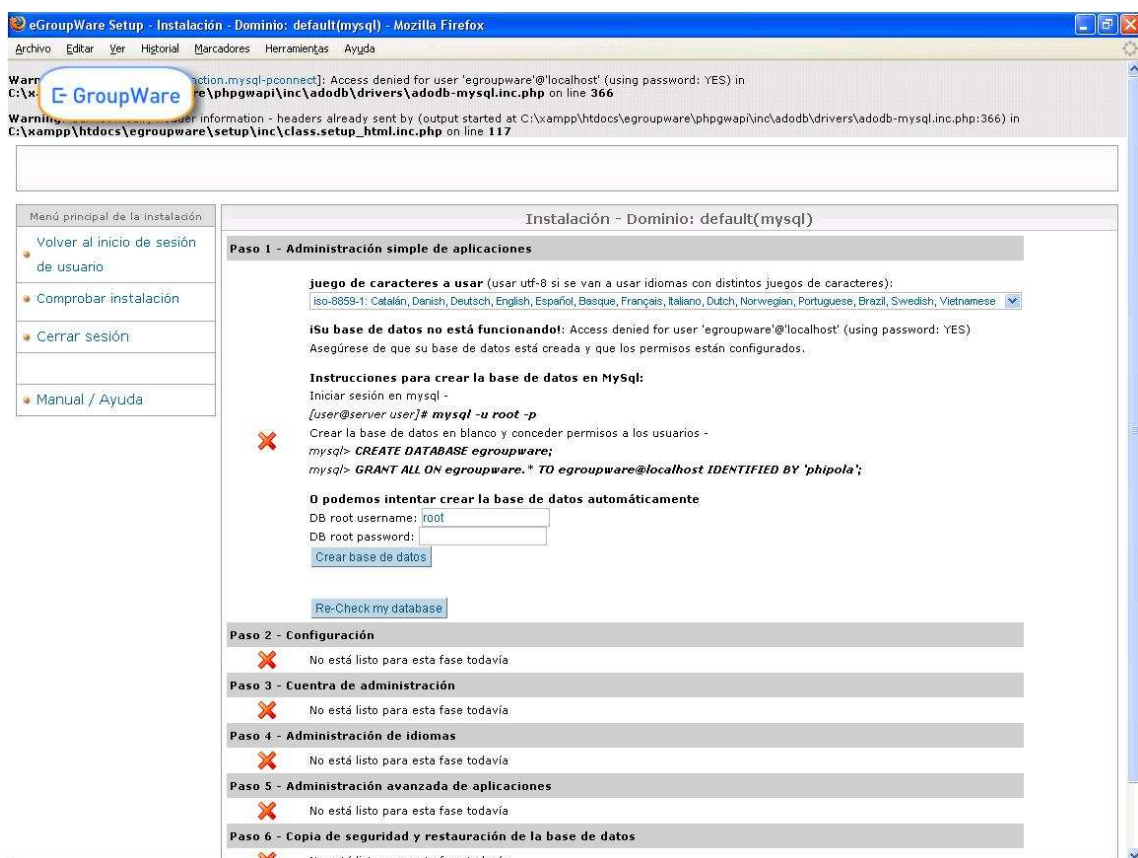 eGroupWare Setup - Instalación - Dominio: default(mysql) - Mozilla Firefox
Archivo Editar Ver Historial Marcadores Herramientas Ayuda
Warn ction.mysql-pconnect]: Access denied for user 'egroupware'@'localhost' (using password: YES) in
C:\x re\phpgwapi\inc\adodb\drivers\adodb-mysql.inc.php on line 366
E-GroupWare
Warning information - headers already sent by (output started at C:\xampp\htdocs\egroupware\phpgwapi\inc\adodb\drivers\adodb-mysql.inc.php:366) in
C:\xampp\htdocs\egroupware\setup\inc\class.setup_html.inc.php on line 117
Menú principal de la instalación
Volver al inicio de sesión
de usuario
Comprobar instalación
Cerrar sesión
Manual / Ayuda
Instalación - Dominio: default(mysql)
Paso 1 - Administración simple de aplicaciones
juego de caracteres a usar (usar utf-8 si se van a usar idiomas con distintos juegos de caracteres):
iso-8859-1: Catalán, Danish, Deutsch, English, Español, Basque, Français, Italiano, Dutch, Norwegian, Portuguese, Brazil, Swedish, Vietnamese
¡Su base de datos no está funcionando!: Access denied for user 'egroupware'@'localhost' (using password: YES)
Asegúrese de que su base de datos está creada y que los permisos están configurados.
Instrucciones para crear la base de datos en MySql:
Iniciar sesión en mysql -
[user@server user]# mysql -u root -p
Crear la base de datos en blanco y conceder permisos a los usuarios -
mysql> CREATE DATABASE egroupware;
mysql> GRANT ALL ON egroupware.* TO egroupware@localhost IDENTIFIED BY 'phipola';
O podemos intentar crear la base de datos automáticamente
DB root username: root
DB root password:
Crear base de datos
Re-Check my database
Paso 2 - Configuración
No está listo para esta fase todavía
Paso 3 - Cuentra de administración
No está listo para esta fase todavía
Paso 4 - Administración de idiomas
No está listo para esta fase todavía
Paso 5 - Administración avanzada de aplicaciones
No está listo para esta fase todavía
Paso 6 - Copia de seguridad y restauración de la base de datos